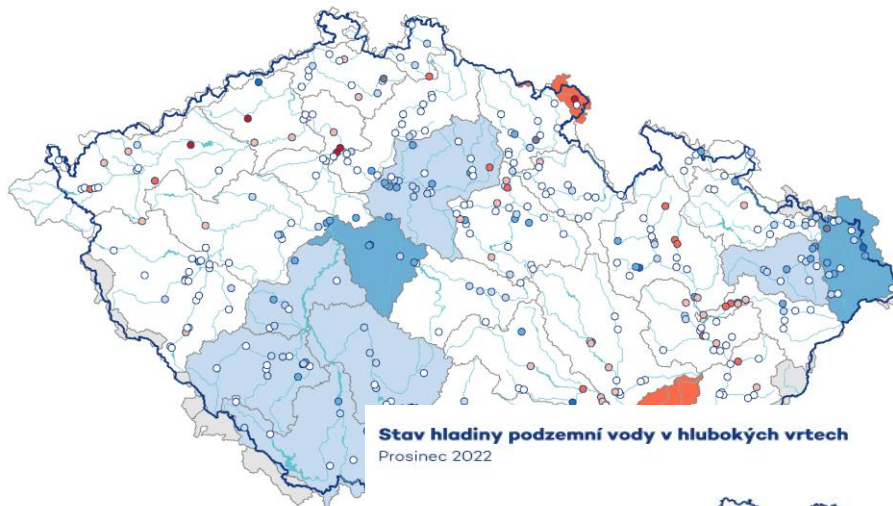 Stav hladiny podzemní vody v hlubokých vrtech
Prosinec 2022